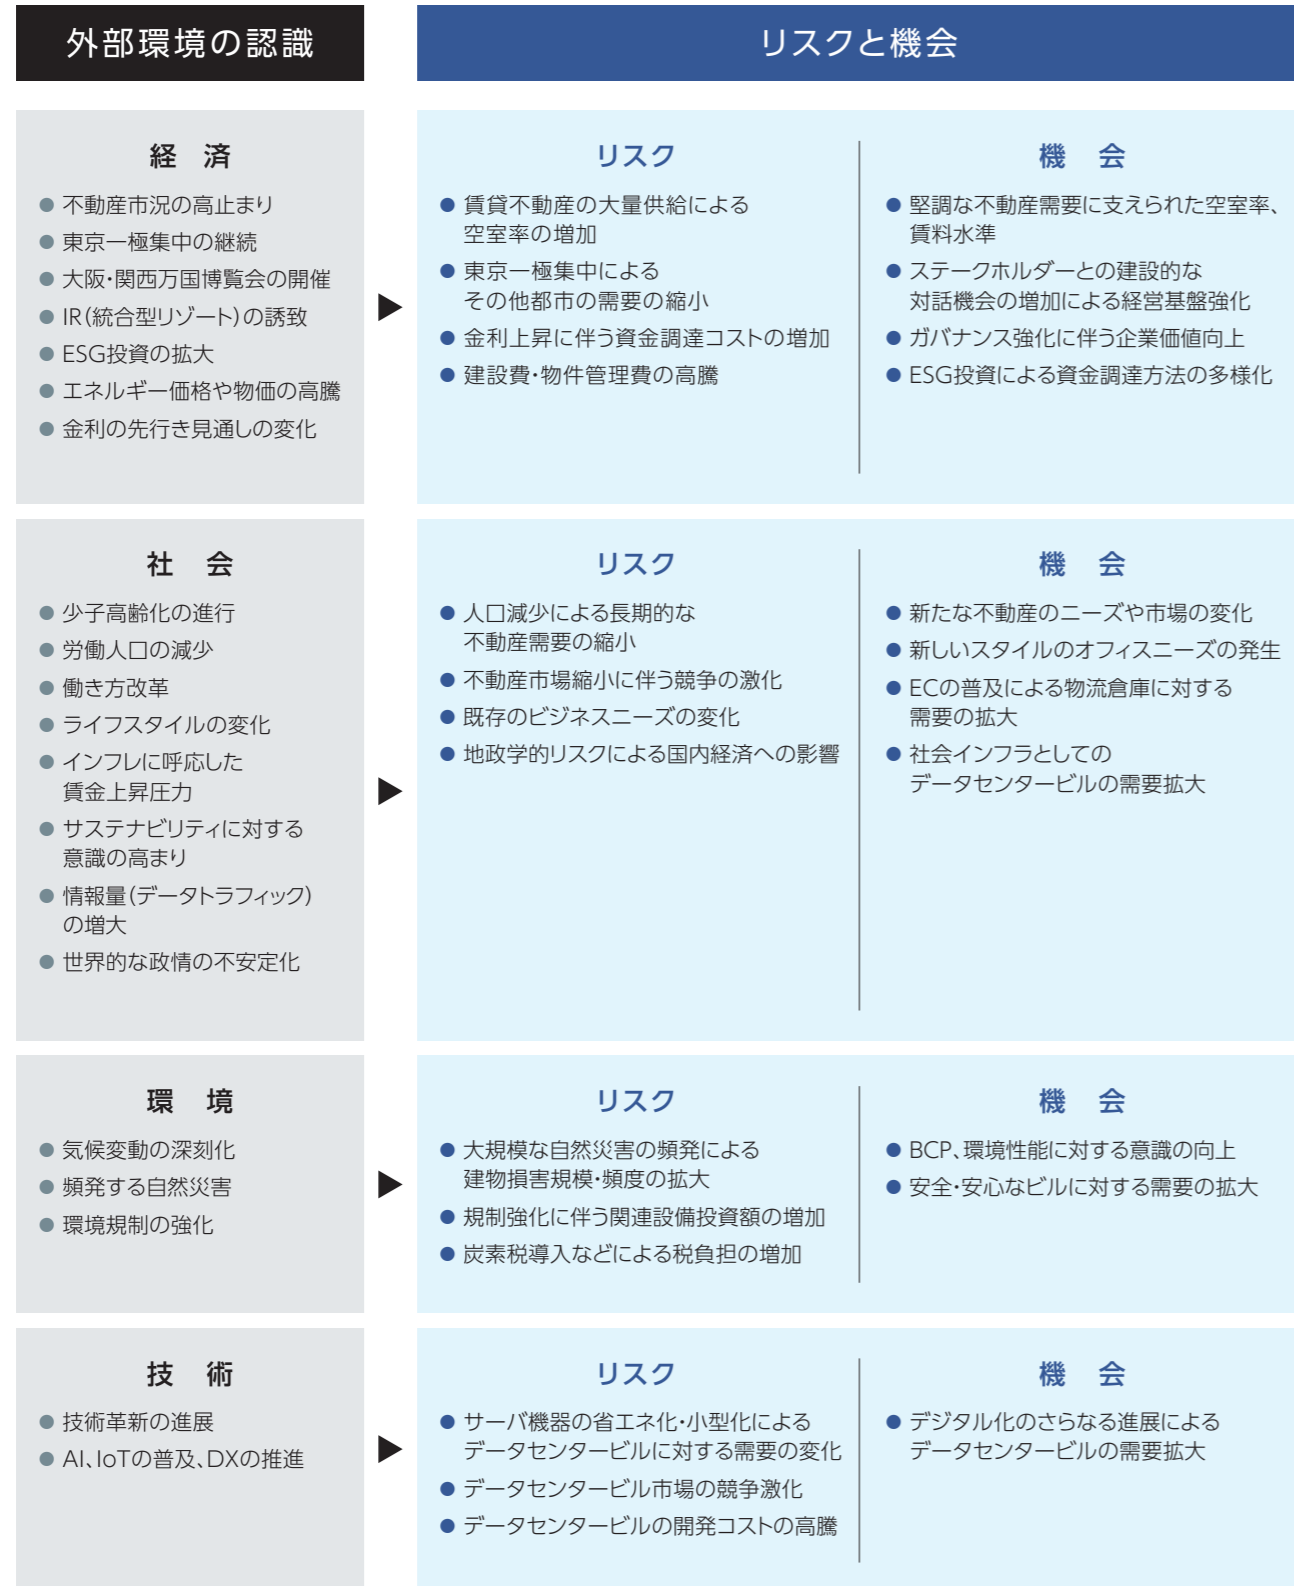 外部環境の認識
リスクと機会
経 済
● 不動産市況の高止まり
● 東京一極集中の継続
● 大阪・関西万国博覧会の開催
● IR(統合型リゾート)の誘致
● ESG投資の拡大
● エネルギー価格や物価の高騰
● 金利の先行き見通しの変化
▶
リスク
● 賃貸不動産の大量供給による
空室率の増加
● 東京一極集中による
その他都市の需要の縮小
● 金利上昇に伴う資金調達コストの増加
● 建設費・物件管理費の高騰
機 会
● 堅調な不動産需要に支えられた空室率、
賃料水準
● ステークホルダーとの建設的な
対話機会の増加による経営基盤強化
● ガバナンス強化に伴う企業価値向上
● ESG投資による資金調達方法の多様化
社 会
● 少子高齢化の進行
● 労働人口の減少
● 働き方改革
● ライフスタイルの変化
● インフレに呼応した
賃金上昇圧力
● サステナビリティに対する
意識の高まり
● 情報量(データトラフィック)
の増大
● 世界的な政情の不安定化
▶
リスク
● 人口減少による長期的な
不動産需要の縮小
● 不動産市場縮小に伴う競争の激化
● 既存のビジネスニーズの変化
● 地政学的リスクによる国内経済への影響
機 会
● 新たな不動産のニーズや市場の変化
● 新しいスタイルのオフィスニーズの発生
● ECの普及による物流倉庫に対する
需要の拡大
● 社会インフラとしての
データセンタービルの需要拡大
環 境
● 気候変動の深刻化
● 頻発する自然災害
● 環境規制の強化
▶
リスク
● 大規模な自然災害の頻発による
建物損害規模・頻度の拡大
● 規制強化に伴う関連設備投資額の増加
● 炭素税導入などによる税負担の増加
機 会
● BCP、環境性能に対する意識の向上
● 安全・安心なビルに対する需要の拡大
技 術
● 技術革新の進展
● AI、IoTの普及、DXの推進
▶
リスク
● サーバ機器の省エネ化・小型化による
データセンタービルに対する需要の変化
● データセンタービル市場の競争激化
● データセンタービルの開発コストの高騰
機 会
● デジタル化のさらなる進展による
データセンタービルの需要拡大